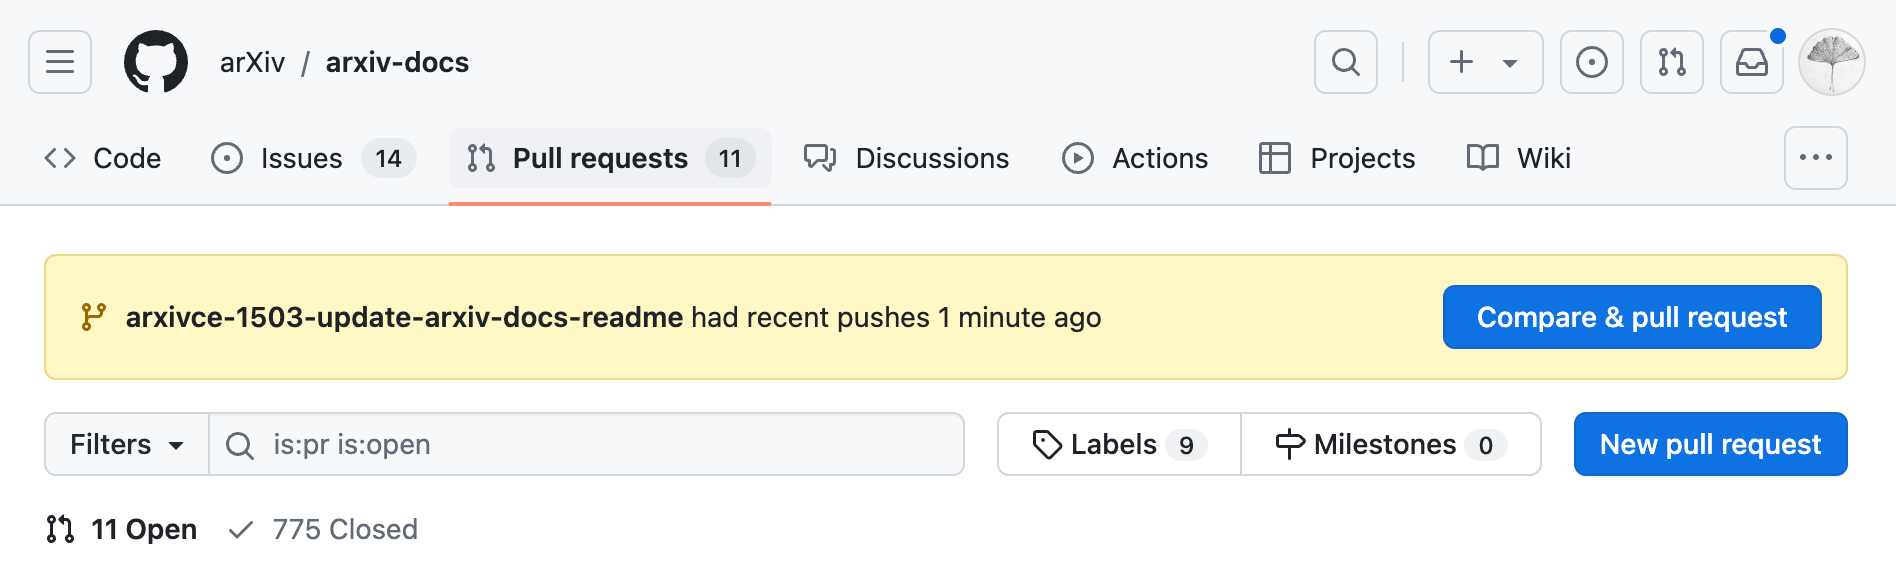 arXiv / arxiv-docs
Code Issues 14 Pull requests 11 Discussions Actions Projects Wiki
arxivce-1503-update-arxiv-docs-readme had recent pushes 1 minute ago Compare & pull request
Filters is:pr is:open Labels 9 Milestones 0 New pull request
11 Open 775 Closed